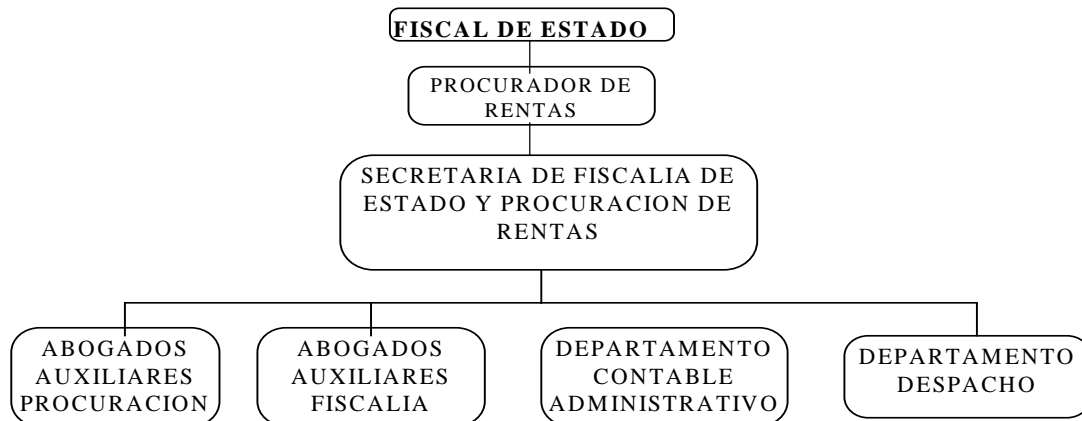 FISCAL DE ESTADO
PROCURADOR DE
RENTAS
SECRETARIA DE FISCALIA DE
ESTADO Y PROCURACION DE
RENTAS
ABOGADOS
AUXILIARES
PROCURACION
ABOGADOS
AUXILIARES
FISCALIA
DEPARTAMENTO
CONTABLE
ADMINISTRATIVO
DEPARTAMENTO
DESPACHO